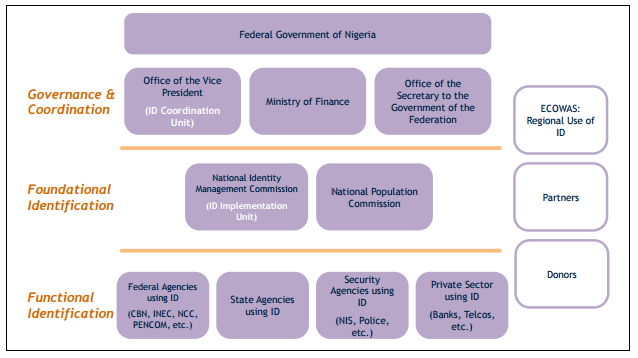 Federal Government of Nigeria
Governance &
Coordination
Office of the Vice
President
(ID Coordination
Unit)
Ministry of Finance
Office of the
Secretary to the
Government of the
Federation
ECOWAS:
Regional Use of
ID
Foundational
Identification
National Identity
Management Commission
(ID Implementation
Unit)
National Population
Commission
Partners
Donors
Functional
Identification
Federal Agencies
using ID
(CBN, INEC, NCC,
PENCOM, etc.)
State Agencies
using ID
Security
Agencies using
ID
(NIS, Police,
etc.)
Private Sector
using ID
(Banks, Telcos,
etc.)